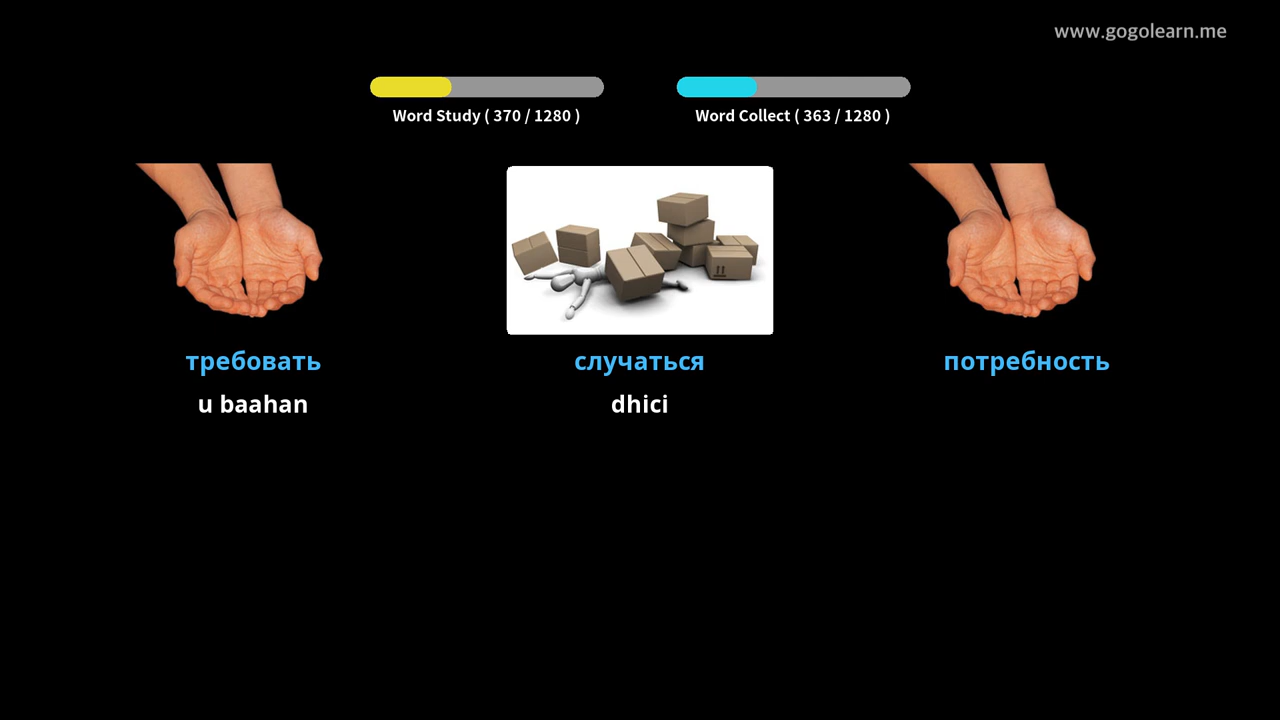 www.gogolearn.me
Word Study ( 370 / 1280 )
Word Collect ( 363 / 1280 )
требовать
случаться
потребность
u baahan
dhici